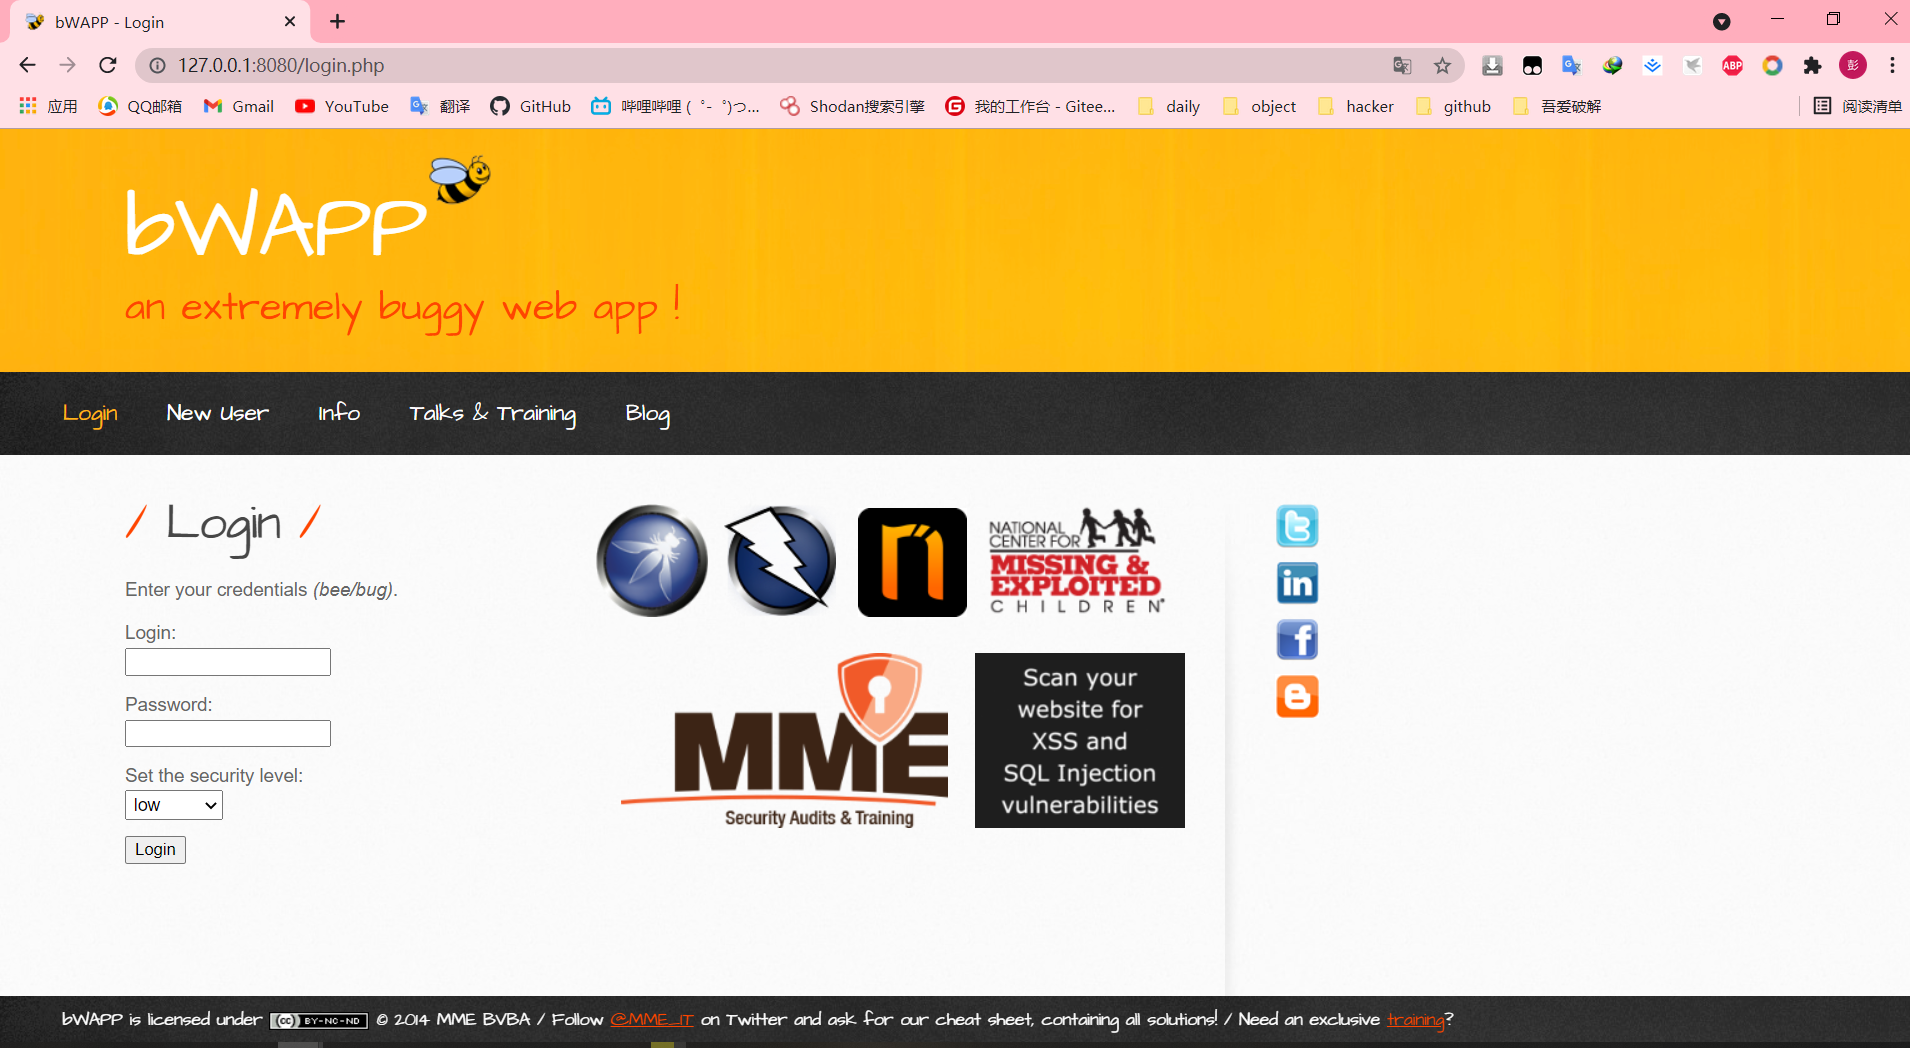 bWAPP - Login
127.0.0.1:8080/login.php
ABP
彭
应用 QQ邮箱 Gmail YouTube 翻译 GitHub 哔哩哔哩 ( ゜- ゜)つ... Shodan搜索引擎 我的工作台 - Gitee... daily object hacker github 吾爱破解 阅读清单
bWAPP
an extremely buggy web app !
Login New User Info Talks & Training Blog
/ Login /
Enter your credentials (bee/bug).
Login:
Password:
Set the security level:
low
Login
NATIONAL
CENTER FOR
MISSING &
EXPLOITED
CHILDREN®
MME
Security Audits & Training
Scan your
website for
XSS and
SQL Injection
vulnerabilities
bWAPP is licensed under (cc) BY-NC-ND © 2014 MME BVBA / Follow @MME_IT on Twitter and ask for our cheat sheet, containing all solutions! / Need an exclusive training?